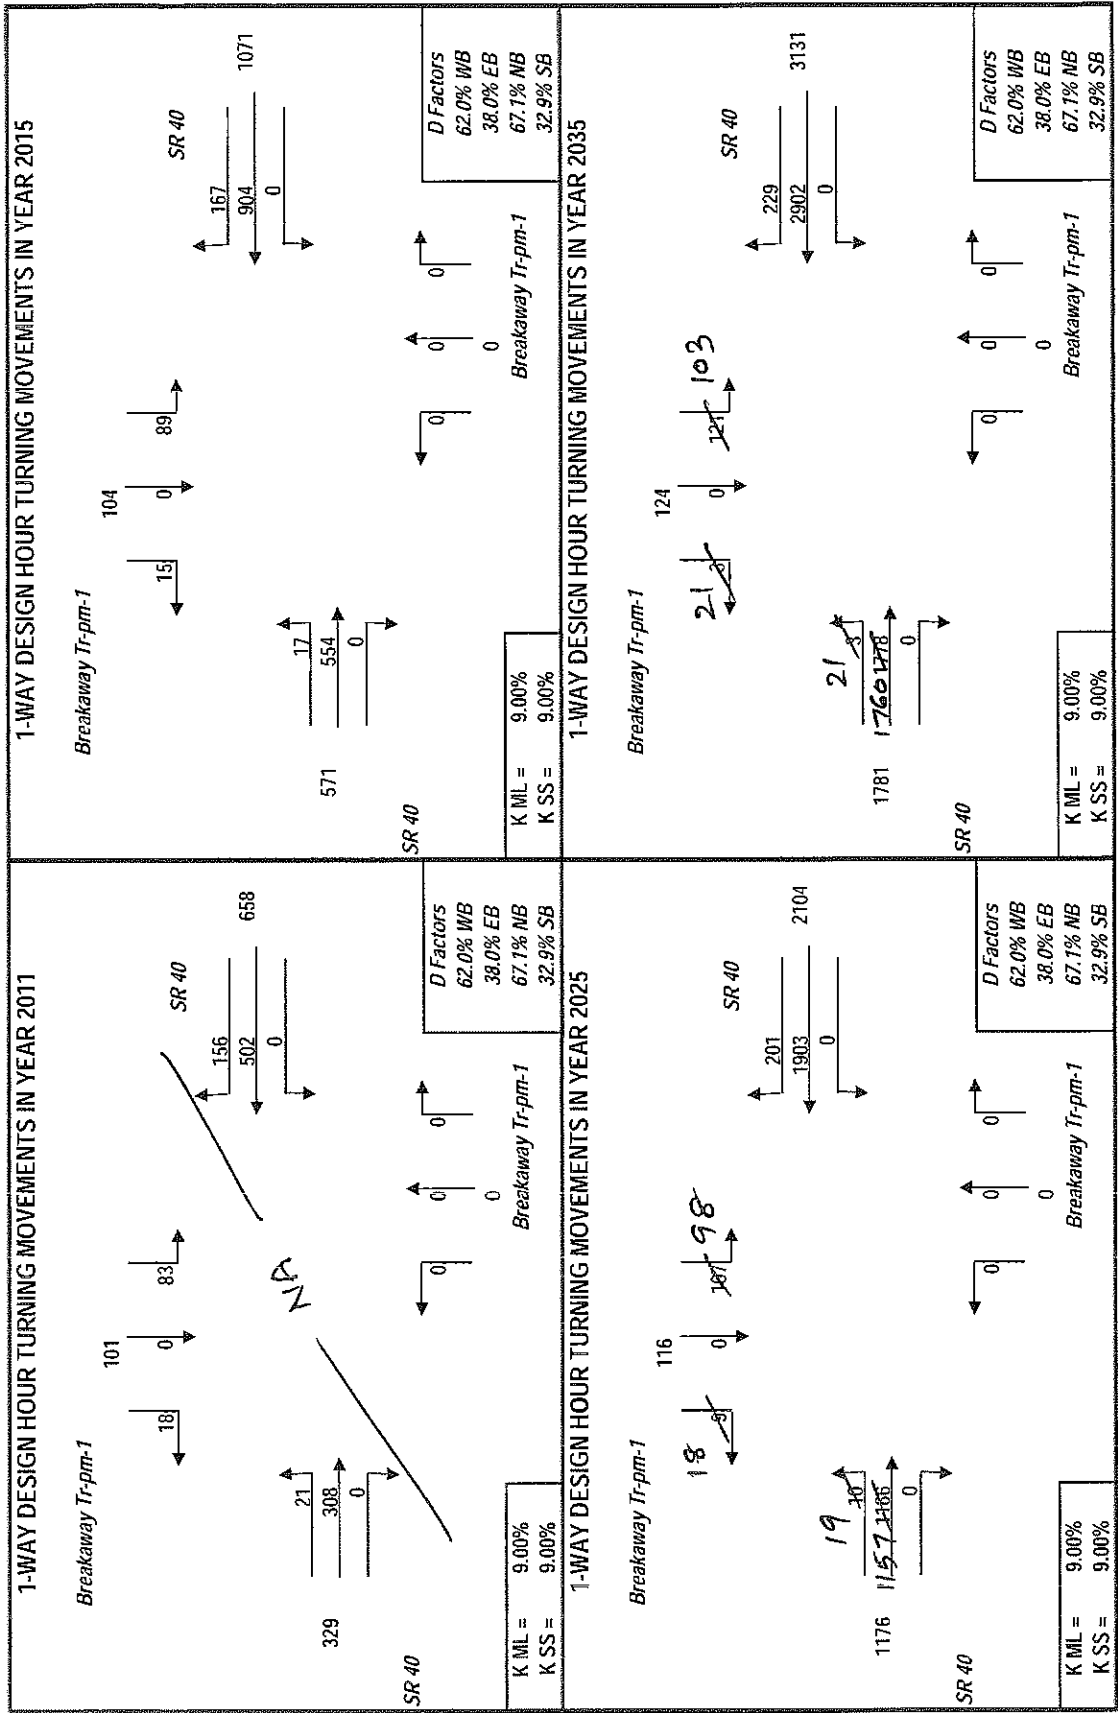 1-WAY DESIGN HOUR TURNING MOVEMENTS IN YEAR 2011
Breakaway Tr-pm-1
101
18 0 83
SR 40
156
502 658
0
NA
21
329 308
0
SR 40
0 0 0
0
Breakaway Tr-pm-1
K ML = 9.00%
K SS = 9.00%
D Factors
62.0% WB
38.0% EB
67.1% NB
32.9% SB
1-WAY DESIGN HOUR TURNING MOVEMENTS IN YEAR 2015
Breakaway Tr-pm-1
104
15 0 89
SR 40
167
904 1071
0
17
571 554
0
SR 40
0 0 0
0
Breakaway Tr-pm-1
K ML = 9.00%
K SS = 9.00%
D Factors
62.0% WB
38.0% EB
67.1% NB
32.9% SB
1-WAY DESIGN HOUR TURNING MOVEMENTS IN YEAR 2025
Breakaway Tr-pm-1
116
18 9 0 107 98
SR 40
201
1903 2104
0
19 10
1176 1157 1166
0
SR 40
0 0 0
0
Breakaway Tr-pm-1
K ML = 9.00%
K SS = 9.00%
D Factors
62.0% WB
38.0% EB
67.1% NB
32.9% SB
1-WAY DESIGN HOUR TURNING MOVEMENTS IN YEAR 2035
Breakaway Tr-pm-1
124
21 3 0 121 103
SR 40
229
2902 3131
0
21 3
1781 1760 1778
0
SR 40
0 0 0
0
Breakaway Tr-pm-1
K ML = 9.00%
K SS = 9.00%
D Factors
62.0% WB
38.0% EB
67.1% NB
32.9% SB